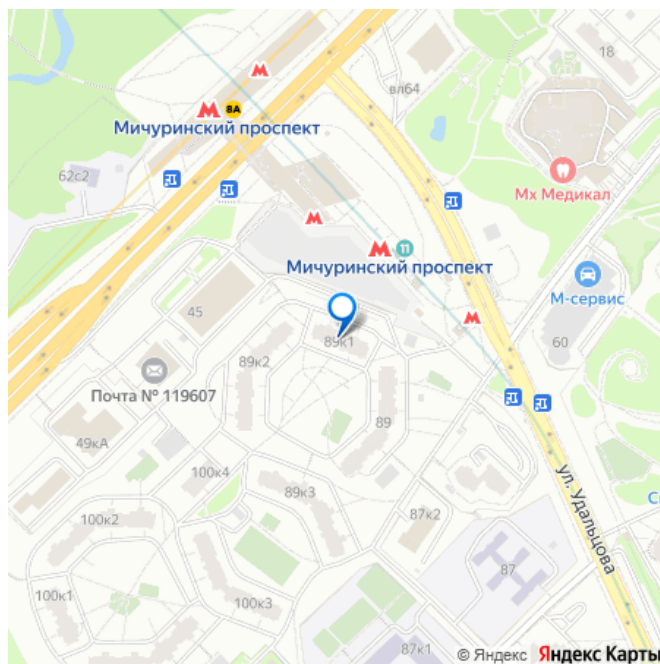 18
вл64
8А
Мичуринский проспект
62с2
Мх Медикал
11
Мичуринский проспект
М-сервис
45
60
89к1
89к2
Почта № 119607
89
49кА
100к4
89к3
100к2
87к2
ул. Удальцова
87
100к1
100к3
87к1
© Яндекс Яндекс Карты